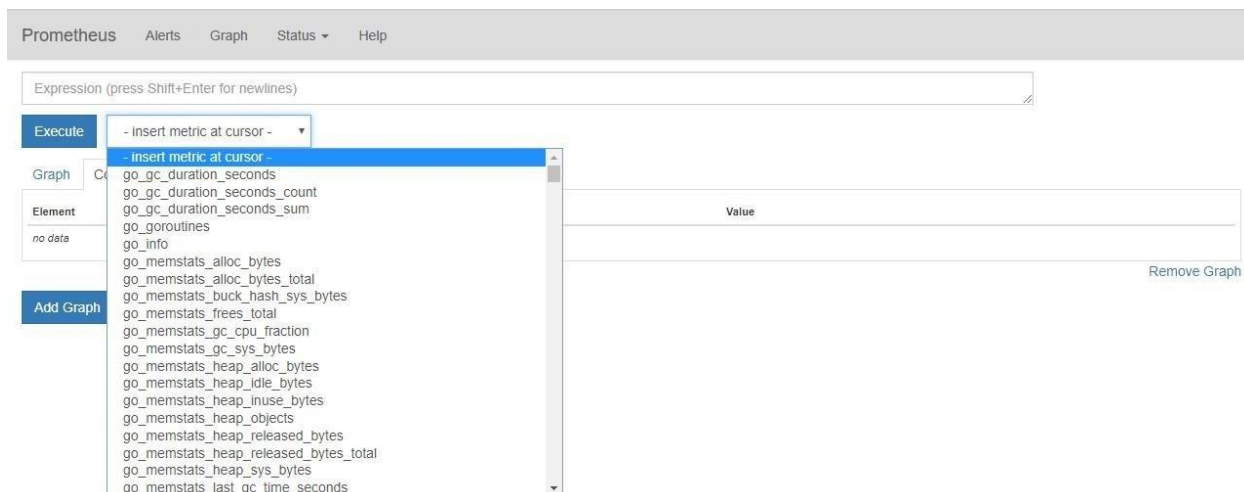 Prometheus Alerts Graph Status Help
Expression (press Shift+Enter for newlines)
Execute - insert metric at cursor -
- insert metric at cursor -
Graph Co
go_gc_duration_seconds
go_gc_duration_seconds_count
go_gc_duration_seconds_sum
Element Value
go_goroutines
no data
go_info
go_memstats_alloc_bytes
Remove Graph
go_memstats_alloc_bytes_total
go_memstats_buck_hash_sys_bytes
Add Graph
go_memstats_frees_total
go_memstats_gc_cpu_fraction
go_memstats_gc_sys_bytes
go_memstats_heap_alloc_bytes
go_memstats_heap_idle_bytes
go_memstats_heap_inuse_bytes
go_memstats_heap_objects
go_memstats_heap_released_bytes
go_memstats_heap_released_bytes_total
go_memstats_heap_sys_bytes
go_memstats_last_gc_time_seconds